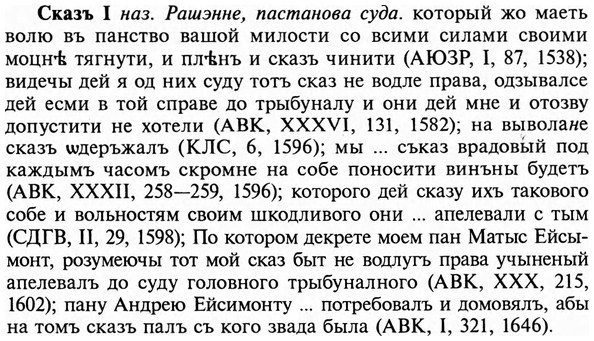 Сказъ I наз. Рашэнне, пастанова суда. который жо маеть
волю въ панство вашой милости со всими силами своими
моцнѣ тягнути, и плѣнъ и сказъ чинити (АЮЗР, I, 87, 1538);
видечы дей я од них суду тотъ сказ не водле права, одзывалсе
дей есми в той справе до трыбуналу и они дей мне и отозву
допустити не хотели (АВК, XXXVI, 131, 1582); на выволане
сказъ ѡдеръжалъ (КЛС, 6, 1596); мы ... съказ врадовый под
каждымъ часомъ скромне на собе поносити винъны будетъ
(АВК, XXXII, 258—259, 1596); которого дей сказу ихъ такового
собе и вольностям своим шкодливого они ... апелевали с тым
(СДГВ, II, 29, 1598); По котором декрете моем пан Матыс Ейсы-
монт, розумеючы тот мой сказ быт не водлугъ права учыненый
апелевалъ до суду головного трыбуналного (АВК, XXX, 215,
1602); пану Андрею Ейсимонту ... потребовалъ и домовялъ, абы
на томъ сказъ палъ съ кого звада была (АВК, I, 321, 1646).